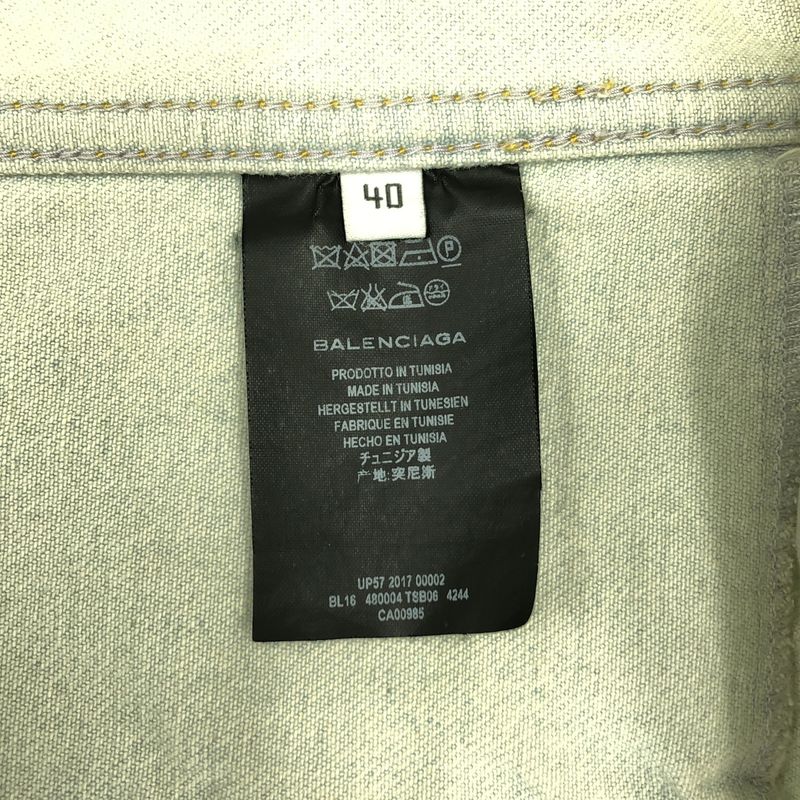 40
BALENCIAGA
PRODOTTO IN TUNISIA
MADE IN TUNISIA
HERGESTELLT IN TUNESIEN
FABRIQUE EN TUNISIE
HECHO EN TUNISIA
チュニジア製
产地:突尼斯
UP57 2017 00002
BL16 480004 TSB06 4244
CA00985